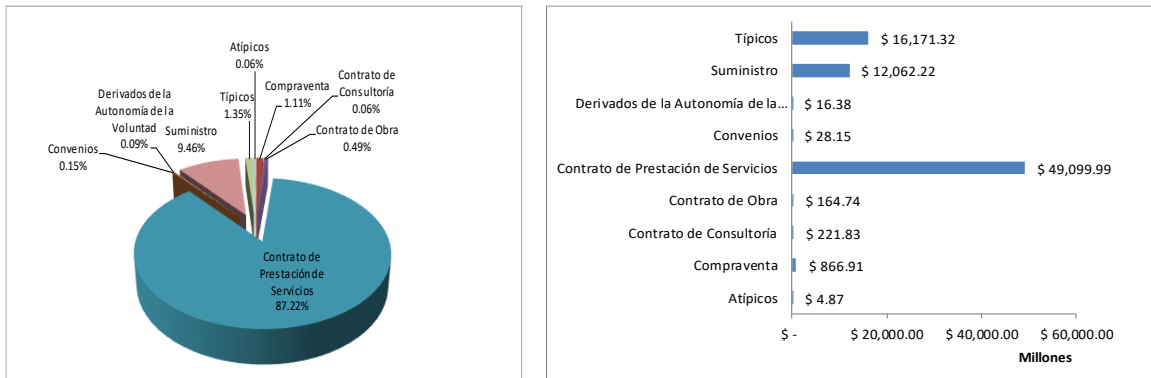 Atípicos
0.06%
Contrato de
Consultoría
0.06%
Compraventa
1.11%
Típicos
1.35%
Derivados de la
Autonomía de la
Voluntad
0.09%
Suministro
9.46%
Contrato de Obra
0.49%
Convenios
0.15%
Contrato de
Prestación de
Servicios
87.22%
Típicos $ 16,171.32
Suministro $ 12,062.22
Derivados de la Autonomía de la... $ 16.38
Convenios $ 28.15
Contrato de Prestación de Servicios $ 49,099.99
Contrato de Obra $ 164.74
Contrato de Consultoría $ 221.83
Compraventa $ 866.91
Atípicos $ 4.87
$ - $ 20,000.00 $ 40,000.00 $ 60,000.00
Millones